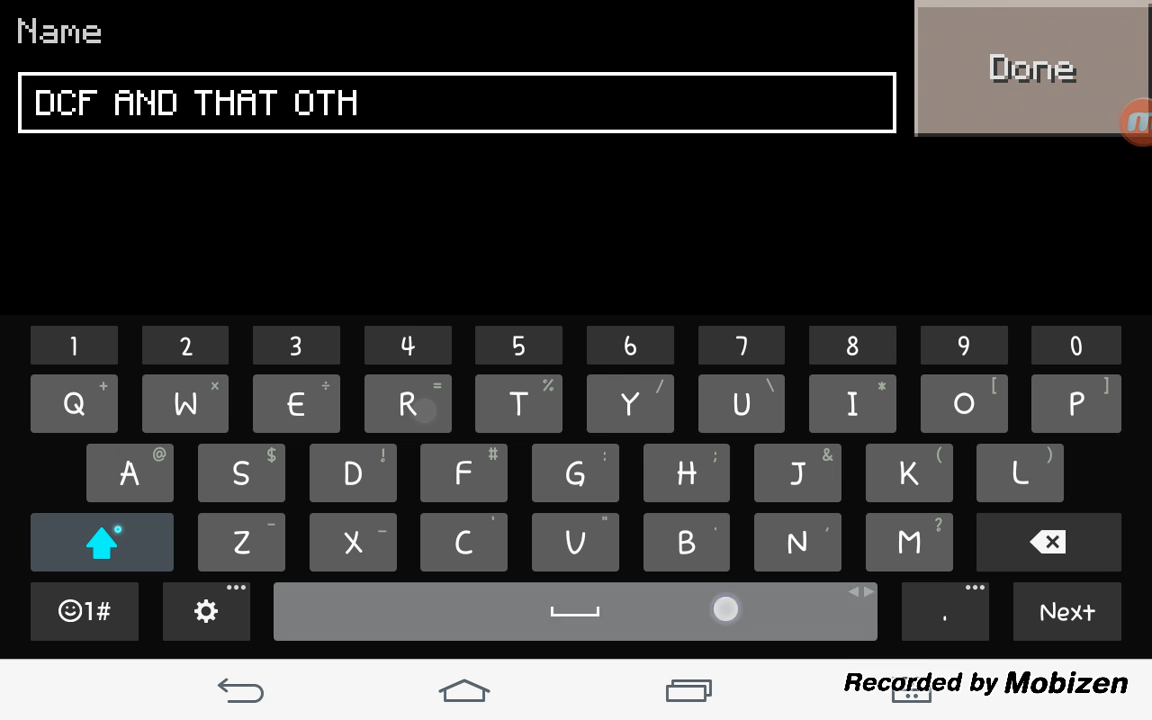 Name
Done
DCF AND THAT OTH
1 2 3 4 5 6 7 8 9 0
Q + W × E ÷ R = T % Y / U \ I * O [ P ]
A @ S $ D ! F # G : H ; J & K ( L )
Z - X _ C ' V " B . N , M ?
1# . Next
Recorded by Mobizen